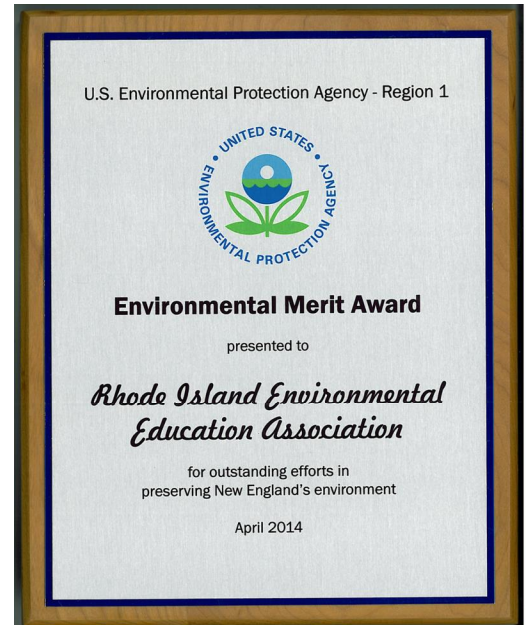 U.S. Environmental Protection Agency - Region 1
UNITED STATES • ENVIRONMENTAL PROTECTION AGENCY •
Environmental Merit Award
presented to
Rhode Island Environmental
Education Association
for outstanding efforts in
preserving New England's environment
April 2014